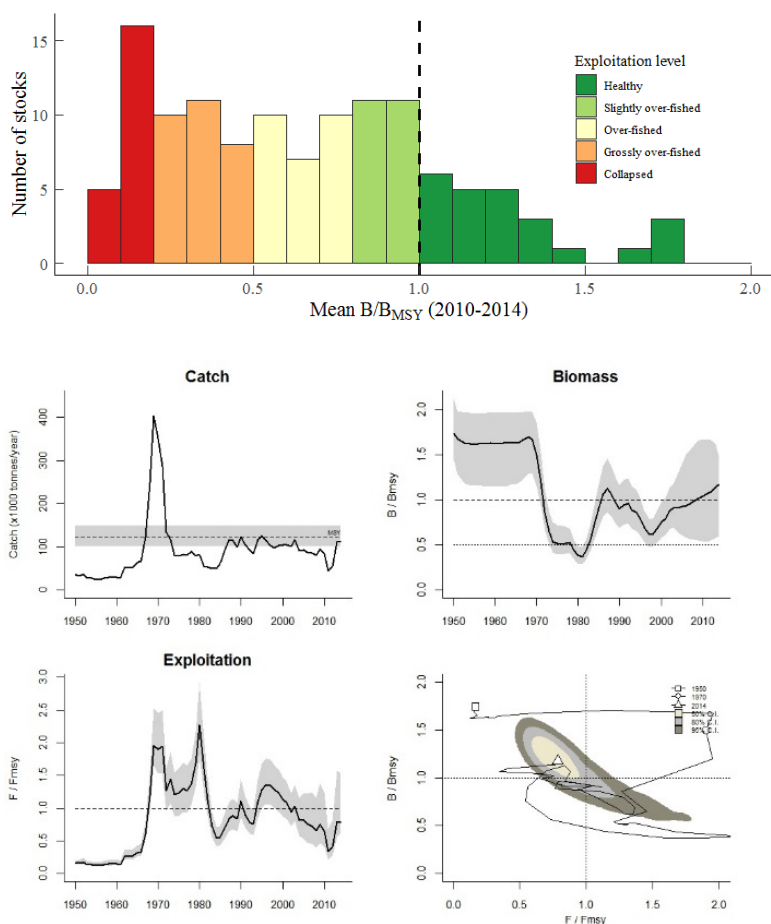 Number of stocks
15
10
5
0
Exploitation level
Healthy
Slightly over-fished
Over-fished
Grossly over-fished
Collapsed
0.0 0.5 1.0 1.5 2.0
Mean B/BMSY (2010-2014)
Catch
Catch (x1000 tonnes/year)
400
300
200
100
0
MSY
1950 1960 1970 1980 1990 2000 2010
Biomass
B / Bmsy
2.0
1.5
1.0
0.5
0.0
1950 1960 1970 1980 1990 2000 2010
Exploitation
F / Fmsy
3.0
2.5
2.0
1.5
1.0
0.5
0.0
1950 1960 1970 1980 1990 2000 2010
B / Bmsy
2.0
1.5
1.0
0.5
0.0
1950
1970
2014
50% C.I.
80% C.I.
95% C.I.
0.0 0.5 1.0 1.5 2.0
F / Fmsy